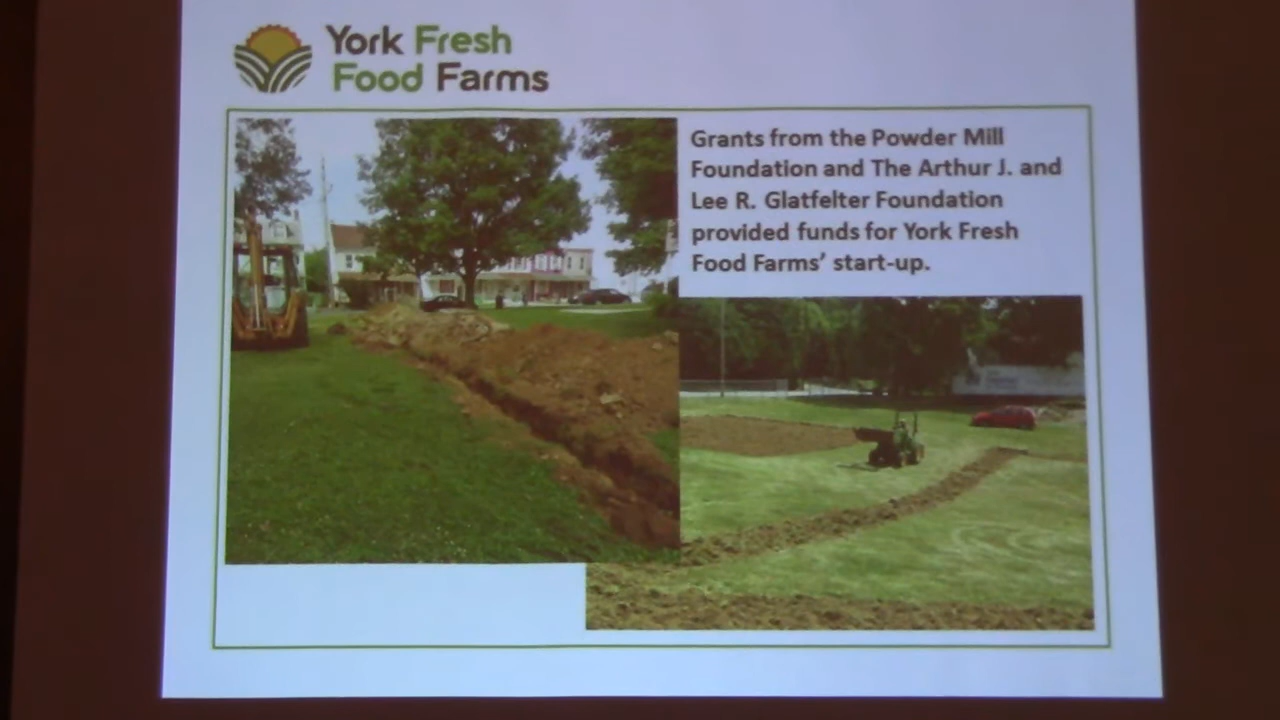 York Fresh
Food Farms
Grants from the Powder Mill
Foundation and The Arthur J. and
Lee R. Glatfelter Foundation
provided funds for York Fresh
Food Farms' start-up.